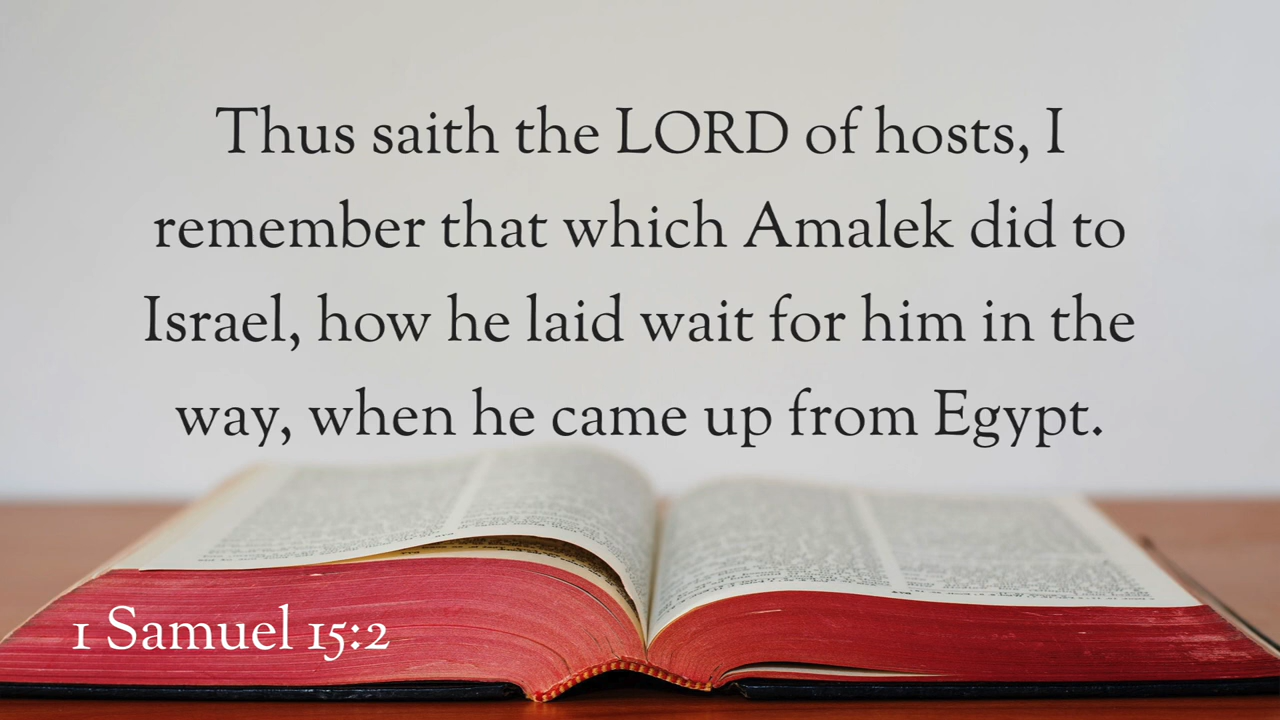 Thus saith the LORD of hosts, I
remember that which Amalek did to
Israel, how he laid wait for him in the
way, when he came up from Egypt.
1 Samuel 15:2